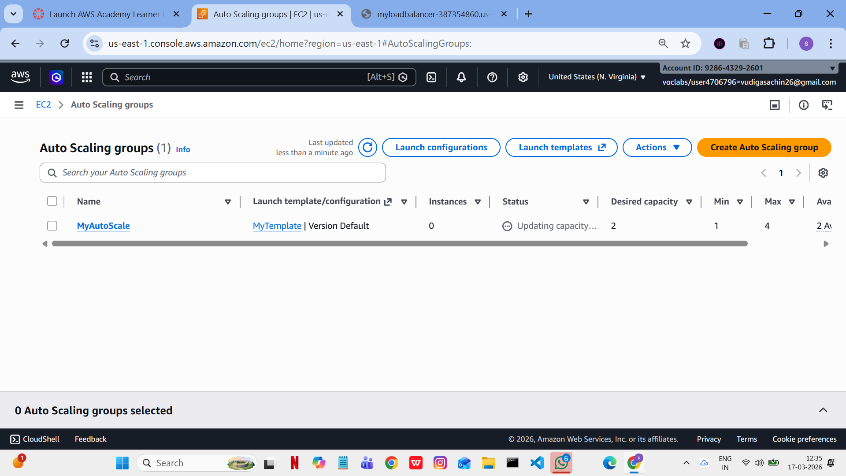 Launch AWS Academy Learner
Auto Scaling groups | EC2 | us-e
myloadbalancer-387354860.us-
us-east-1.console.aws.amazon.com/ec2/home?region=us-east-1#AutoScalingGroups:
S
aws
Search [Alt+S]
United States (N. Virginia)
Account ID: 9286-4329-2601
voclabs/user4706796=vudigasachin26@gmail.com
EC2 > Auto Scaling groups
Auto Scaling groups (1) Info
Last updated
less than a minute ago
Launch configurations
Launch templates
Actions
Create Auto Scaling group
Search your Auto Scaling groups
1
Name Launch template/configuration Instances Status Desired capacity Min Max Ava
MyAutoScale MyTemplate | Version Default 0 Updating capacity... 2 1 4 2 Av
0 Auto Scaling groups selected
CloudShell Feedback © 2026, Amazon Web Services, Inc. or its affiliates. Privacy Terms Cookie preferences
1
Search
ENG
IN
12:35
17-03-2026